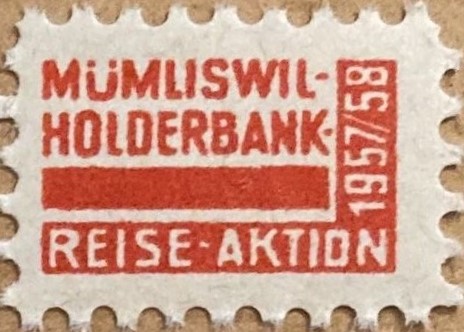 MÜMLISWIL-
HOLDERBANK-
1957/58
REISE-AKTION